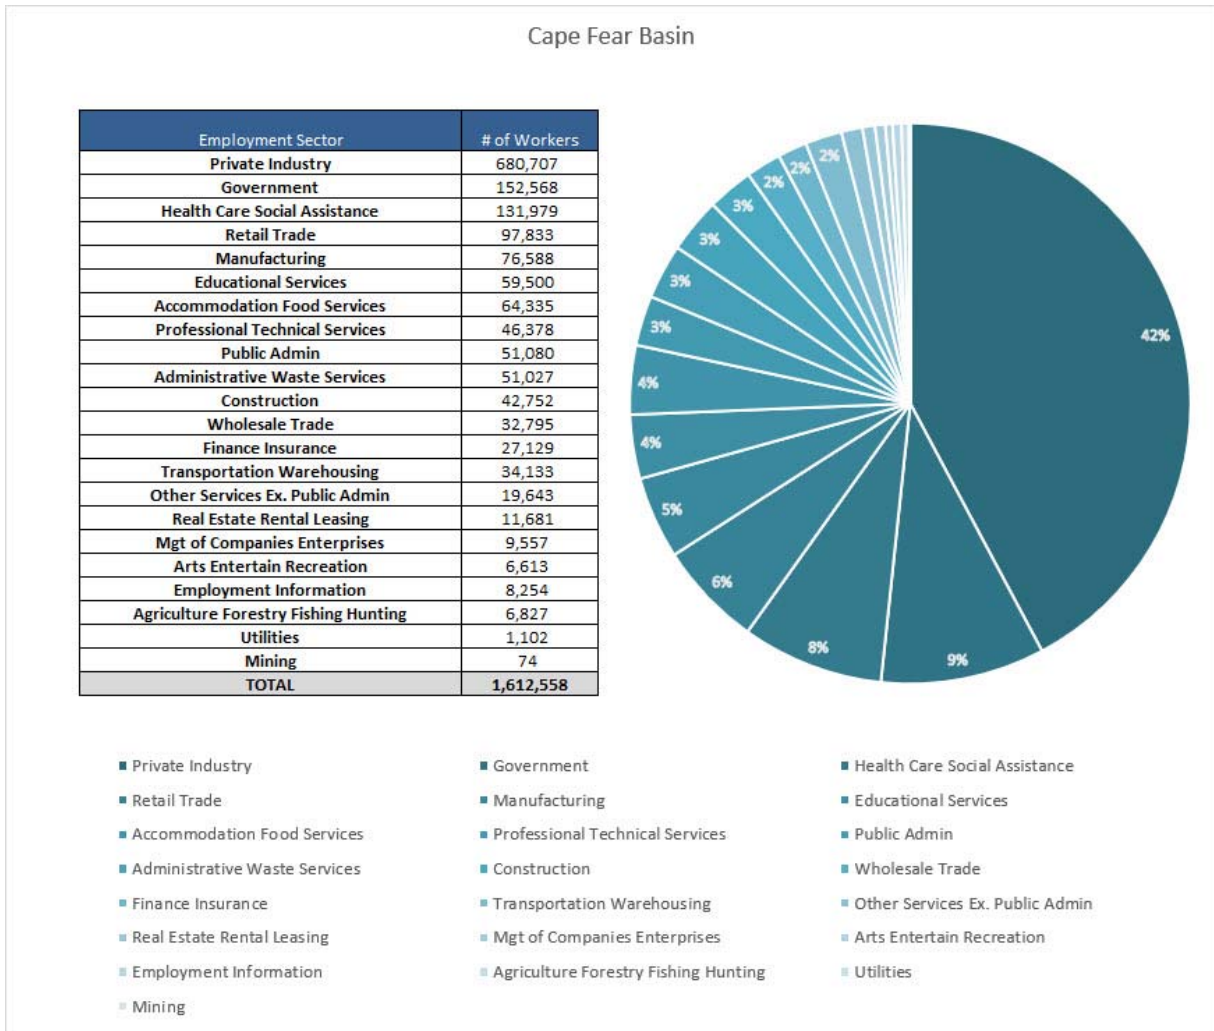 Cape Fear Basin
Employment Sector # of Workers
Private Industry 680,707
Government 152,568
Health Care Social Assistance 131,979
Retail Trade 97,833
Manufacturing 76,588
Educational Services 59,500
Accommodation Food Services 64,335
Professional Technical Services 46,378
Public Admin 51,080
Administrative Waste Services 51,027
Construction 42,752
Wholesale Trade 32,795
Finance Insurance 27,129
Transportation Warehousing 34,133
Other Services Ex. Public Admin 19,643
Real Estate Rental Leasing 11,681
Mgt of Companies Enterprises 9,557
Arts Entertain Recreation 6,613
Employment Information 8,254
Agriculture Forestry Fishing Hunting 6,827
Utilities 1,102
Mining 74
TOTAL 1,612,558
42%
9%
8%
6%
5%
4%
4%
3%
3%
3%
3%
2%
2%
2%
Private Industry Government Health Care Social Assistance
Retail Trade Manufacturing Educational Services
Accommodation Food Services Professional Technical Services Public Admin
Administrative Waste Services Construction Wholesale Trade
Finance Insurance Transportation Warehousing Other Services Ex. Public Admin
Real Estate Rental Leasing Mgt of Companies Enterprises Arts Entertain Recreation
Employment Information Agriculture Forestry Fishing Hunting Utilities
Mining